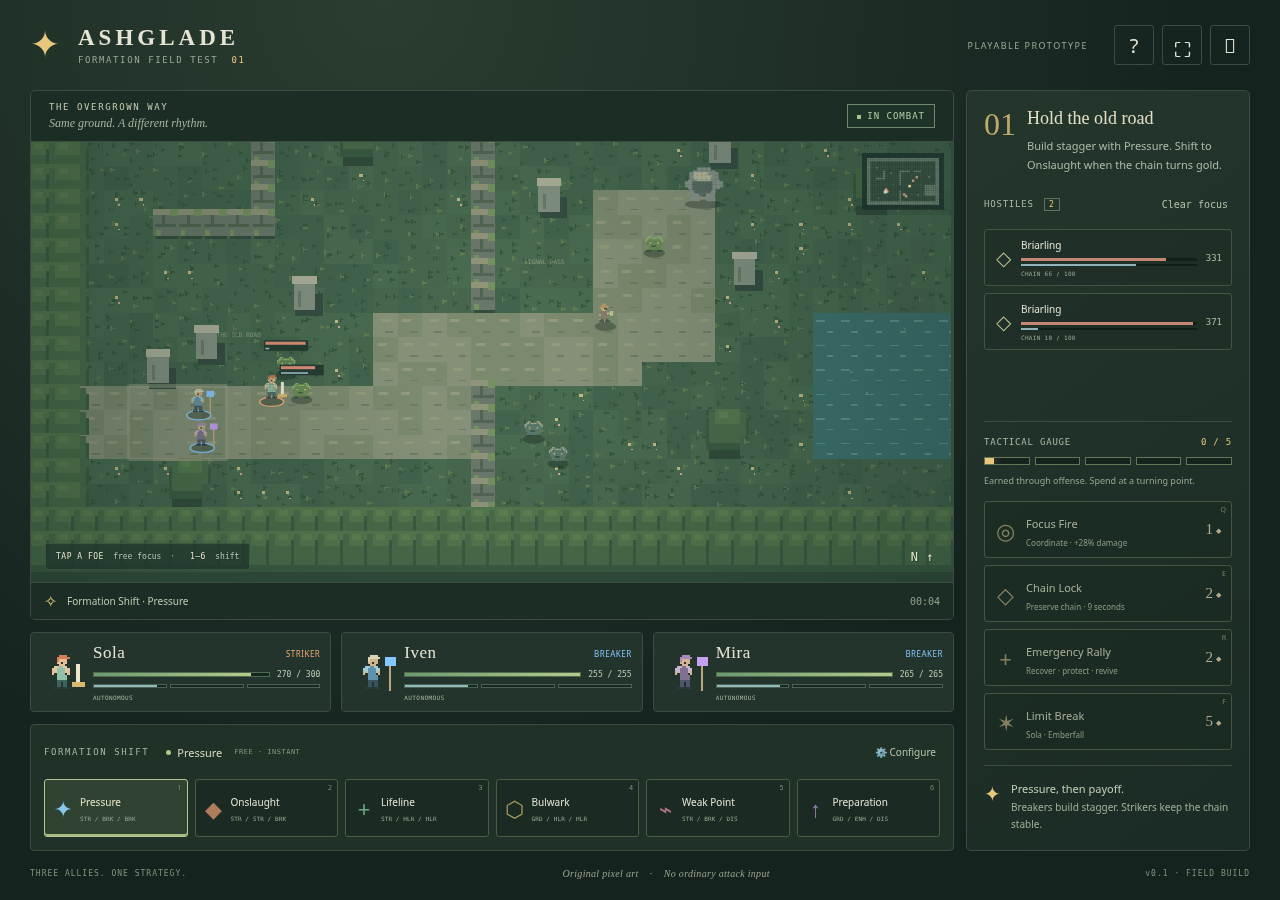 ASHGLADE
FORMATION FIELD TEST 01
PLAYABLE PROTOTYPE
?
THE OVERGROWN WAY
Same ground. A different rhythm.
IN COMBAT
SIGNAL PASS
THE OLD ROAD
TAP A FOE free focus · 1–6 shift
N ↑
Formation Shift · Pressure
00:04
Sola
STRIKER
270 / 300
AUTONOMOUS
Iven
BREAKER
255 / 255
AUTONOMOUS
Mira
BREAKER
265 / 265
AUTONOMOUS
FORMATION SHIFT
Pressure
FREE · INSTANT
Configure
1
Pressure
STR / BRK / BRK
2
Onslaught
STR / STR / BRK
3
Lifeline
STR / HLR / HLR
4
Bulwark
GRD / HLR / HLR
5
Weak Point
STR / BRK / DIS
6
Preparation
GRD / ENH / DIS
01
Hold the old road
Build stagger with Pressure. Shift to
Onslaught when the chain turns gold.
HOSTILES 2
Clear focus
Briarling
331
CHAIN 66 / 100
Briarling
371
CHAIN 10 / 100
TACTICAL GAUGE
0 / 5
Earned through offense. Spend at a turning point.
Q
Focus Fire
1
Coordinate · +28% damage
E
Chain Lock
2
Preserve chain · 9 seconds
R
Emergency Rally
2
Recover · protect · revive
F
Limit Break
5
Sola · Emberfall
Pressure, then payoff.
Breakers build stagger. Strikers keep the chain
stable.
THREE ALLIES. ONE STRATEGY.
Original pixel art · No ordinary attack input
v0.1 · FIELD BUILD